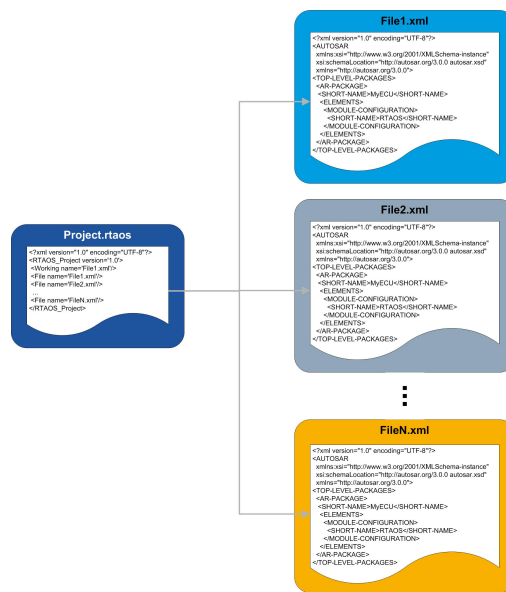 File1.xml
<?xml version="1.0" encoding="UTF-8"?>
<AUTOSAR
xmlns:xsi="http://www.w3.org/2001/XMLSchema-instance"
xsi:schemaLocation="http://autosar.org/3.0.0 autosar.xsd"
xmlns="http://autosar.org/3.0.0">
<TOP-LEVEL-PACKAGES>
<AR-PACKAGE>
<SHORT-NAME>MyECU</SHORT-NAME>
<ELEMENTS>
<MODULE-CONFIGURATION>
<SHORT-NAME>RTAOS</SHORT-NAME>
</MODULE-CONFIGURATION>
</ELEMENTS>
</AR-PACKAGE>
</TOP-LEVEL-PACKAGES>
Project.rtaos
<?xml version="1.0" encoding="UTF-8"?>
<RTAOS_Project version='1.0'>
<Working name='File1.xml'/>
<File name='File1.xml'/>
<File name='File2.xml'/>
...
<File name='FileN.xml'/>
</RTAOS_Project>
File2.xml
<?xml version="1.0" encoding="UTF-8"?>
<AUTOSAR
xmlns:xsi="http://www.w3.org/2001/XMLSchema-instance"
xsi:schemaLocation="http://autosar.org/3.0.0 autosar.xsd"
xmlns="http://autosar.org/3.0.0">
<TOP-LEVEL-PACKAGES>
<AR-PACKAGE>
<SHORT-NAME>MyECU</SHORT-NAME>
<ELEMENTS>
<MODULE-CONFIGURATION>
<SHORT-NAME>RTAOS</SHORT-NAME>
</MODULE-CONFIGURATION>
</ELEMENTS>
</AR-PACKAGE>
</TOP-LEVEL-PACKAGES>
FileN.xml
<?xml version="1.0" encoding="UTF-8"?>
<AUTOSAR
xmlns:xsi="http://www.w3.org/2001/XMLSchema-instance"
xsi:schemaLocation="http://autosar.org/3.0.0 autosar.xsd"
xmlns="http://autosar.org/3.0.0">
<TOP-LEVEL-PACKAGES>
<AR-PACKAGE>
<SHORT-NAME>MyECU</SHORT-NAME>
<ELEMENTS>
<MODULE-CONFIGURATION>
<SHORT-NAME>RTAOS</SHORT-NAME>
</MODULE-CONFIGURATION>
</ELEMENTS>
</AR-PACKAGE>
</TOP-LEVEL-PACKAGES>